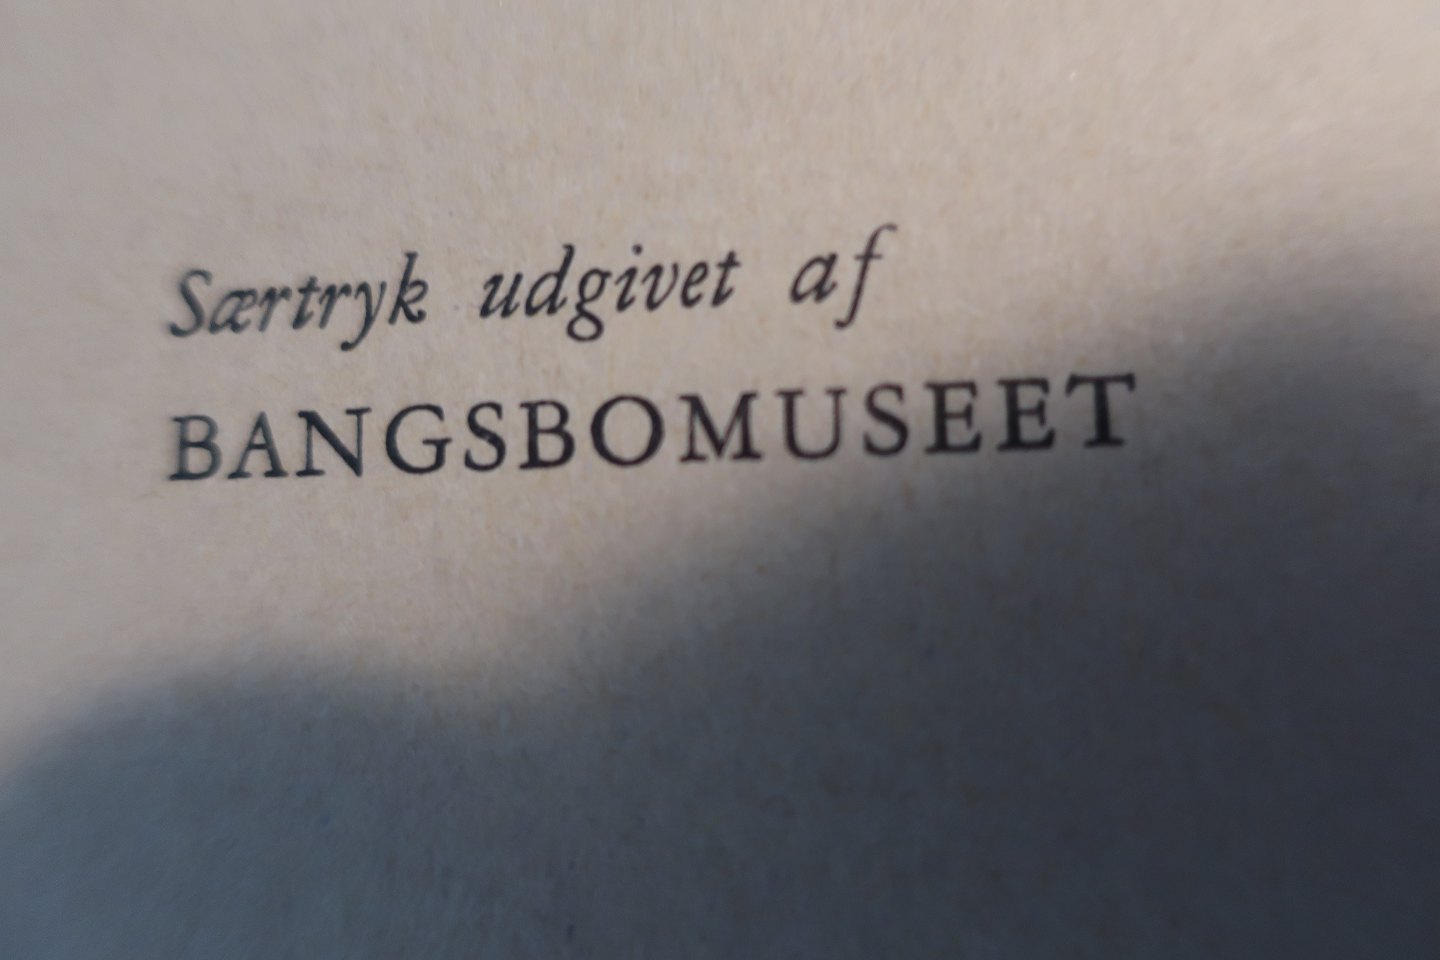 Særtryk udgivet af
BANGSBOMUSEET